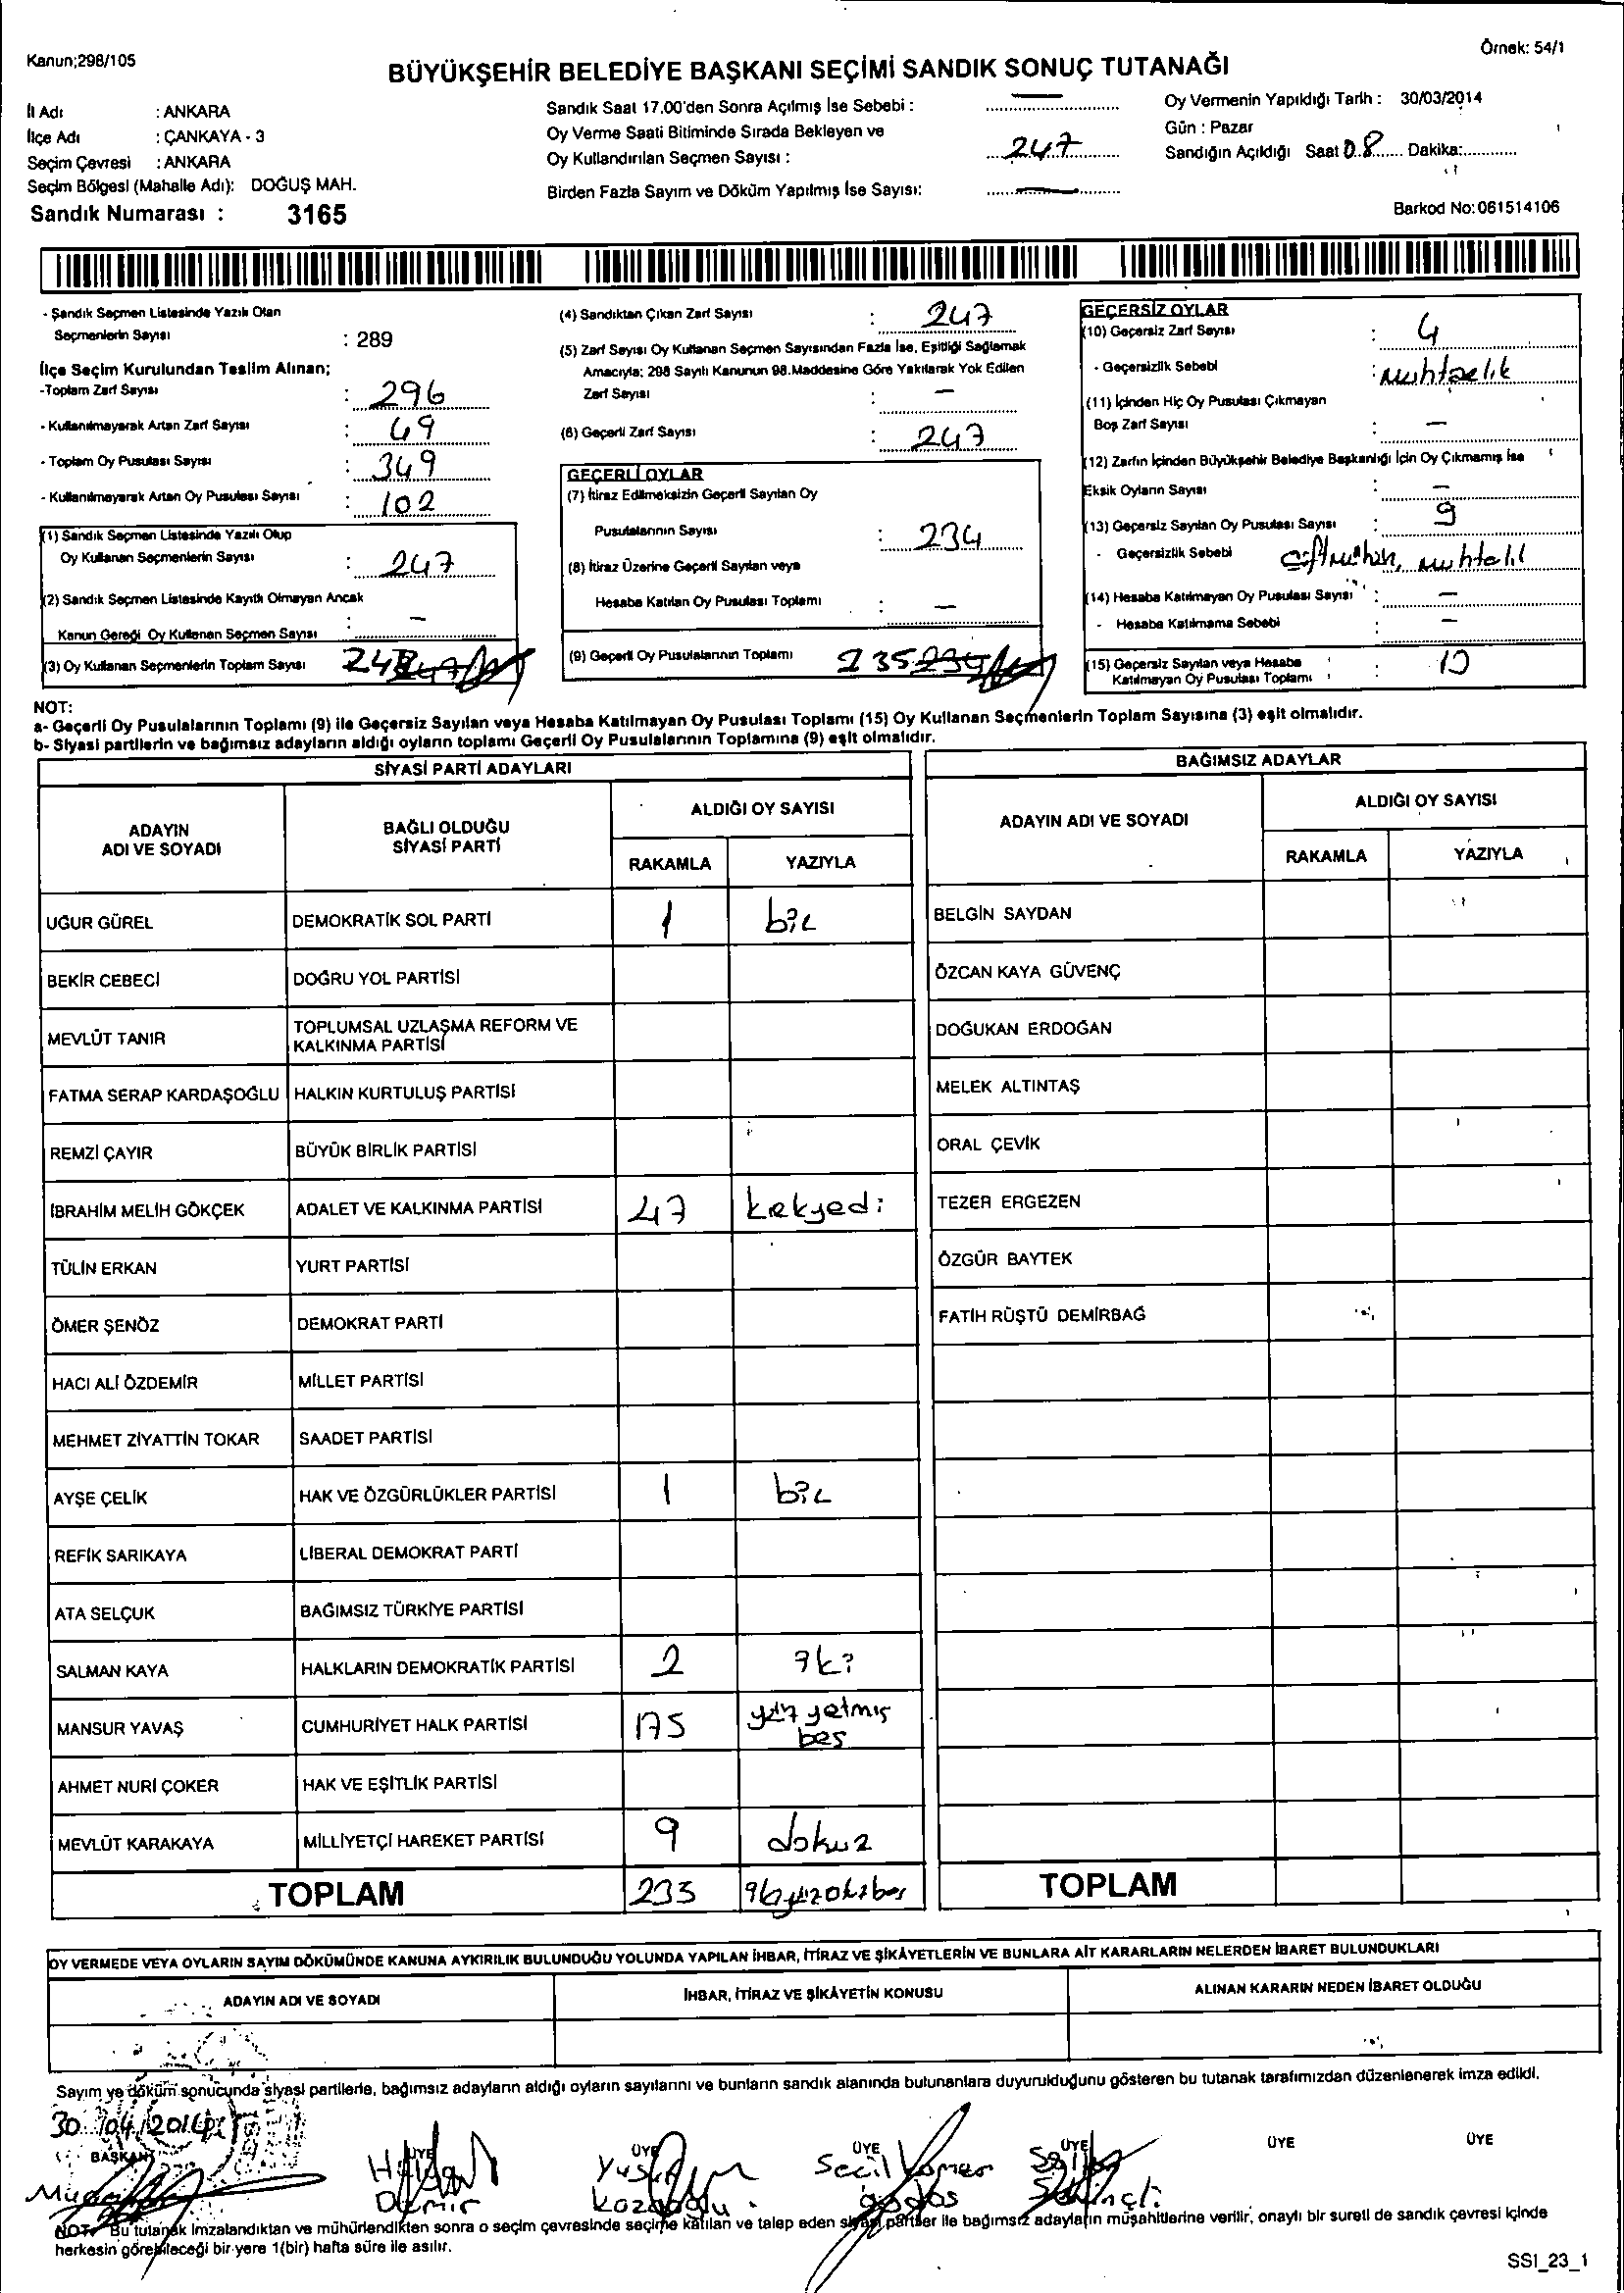 Kanun;298/105
Örnek: 54/1
BÜYÜKŞEHİR BELEDİYE BAŞKANI SEÇİMİ SANDIK SONUÇ TUTANAĞI
İl Adı : ANKARA
İlçe Adı : ÇANKAYA - 3
Seçim Çevresi : ANKARA
Seçim Bölgesi (Mahalle Adı): DOĞUŞ MAH.
Sandık Numarası : 3165
Sandık Saat 17.00'den Sonra Açılmış İse Sebebi : —
Oy Verme Saati Bitiminde Sırada Bekleyen ve
Oy Kullandırılan Seçmen Sayısı : 247
Birden Fazla Sayım ve Döküm Yapılmış İse Sayısı: —
Oy Vermenin Yapıldığı Tarih : 30/03/2014
Gün : Pazar
Sandığın Açıldığı Saat 08 Dakika:
Barkod No:061514106
- Sandık Seçmen Listesinde Yazılı Olan
Seçmenlerin Sayısı : 289
İlçe Seçim Kurulundan Teslim Alınan;
-Toplam Zarf Sayısı : 296
- Kullanılmayarak Artan Zarf Sayısı : 49
- Toplam Oy Pusulası Sayısı : 349
- Kullanılmayarak Artan Oy Pusulası Sayısı : 102
(1) Sandık Seçmen Listesinde Yazılı Olup
Oy Kullanan Seçmenlerin Sayısı : 247
(2) Sandık Seçmen Listesinde Kayıtlı Olmayan Ancak
Kanun Gereği Oy Kullanan Seçmen Sayısı : —
(3) Oy Kullanan Seçmenlerin Toplam Sayısı
(4) Sandıktan Çıkan Zarf Sayısı : 247
(5) Zarf Sayısı Oy Kullanan Seçmen Sayısından Fazla İse, Eşitliği Sağlamak
Amacıyla; 298 Sayılı Kanunun 98.Maddesine Göre Yakılarak Yok Edilen
Zarf Sayısı : —
(6) Geçerli Zarf Sayısı : 247
GEÇERLİ OYLAR
(7) İtiraz Edilmeksizin Geçerli Sayılan Oy
Pusulalarının Sayısı : 234
(8) İtiraz Üzerine Geçerli Sayılan veya
Hesaba Katılan Oy Pusulası Toplamı : —
(9) Geçerli Oy Pusulalarının Toplamı 235 234
GEÇERSİZ OYLAR
(10) Geçersiz Zarf Sayısı : 4
- Geçersizlik Sebebi :
(11) İçinden Hiç Oy Pusulası Çıkmayan
Boş Zarf Sayısı : —
(12) Zarfın İçinden Büyükşehir Belediye Başkanlığı İçin Oy Çıkmamış İse
Eksik Oyların Sayısı : —
(13) Geçersiz Sayılan Oy Pusulası Sayısı : 9
- Geçersizlik Sebebi
(14) Hesaba Katılmayan Oy Pusulası Sayısı : —
- Hesaba Katılmama Sebebi : —
(15) Geçersiz Sayılan veya Hesaba
Katılmayan Oy Pusulası Toplamı :
NOT:
a- Geçerli Oy Pusulalarının Toplamı (9) ile Geçersiz Sayılan veya Hesaba Katılmayan Oy Pusulası Toplamı (15) Oy Kullanan Seçmenlerin Toplam Sayısına (3) eşit olmalıdır.
b- Siyasi partilerin ve bağımsız adayların aldığı oyların toplamı Geçerli Oy Pusulalarının Toplamına (9) eşit olmalıdır.
SİYASİ PARTİ ADAYLARI
ADAYIN
ADI VE SOYADI
BAĞLI OLDUĞU
SİYASİ PARTİ
ALDIĞI OY SAYISI
RAKAMLA YAZIYLA
UĞUR GÜREL DEMOKRATİK SOL PARTİ 1 bir
BEKİR CEBECİ DOĞRU YOL PARTİSİ
MEVLÜT TANIR TOPLUMSAL UZLAŞMA REFORM VE
KALKINMA PARTİSİ
FATMA SERAP KARDAŞOĞLU HALKIN KURTULUŞ PARTİSİ
REMZİ ÇAYIR BÜYÜK BİRLİK PARTİSİ
İBRAHİM MELİH GÖKÇEK ADALET VE KALKINMA PARTİSİ 47 kırkyedi
TÜLİN ERKAN YURT PARTİSİ
ÖMER ŞENÖZ DEMOKRAT PARTİ
HACI ALİ ÖZDEMİR MİLLET PARTİSİ
MEHMET ZİYATTİN TOKAR SAADET PARTİSİ
AYŞE ÇELİK HAK VE ÖZGÜRLÜKLER PARTİSİ 1 bir
REFİK SARIKAYA LİBERAL DEMOKRAT PARTİ
ATA SELÇUK BAĞIMSIZ TÜRKİYE PARTİSİ
SALMAN KAYA HALKLARIN DEMOKRATİK PARTİSİ 2 iki
MANSUR YAVAŞ CUMHURİYET HALK PARTİSİ 175 yüz yetmiş
beş
AHMET NURİ ÇOKER HAK VE EŞİTLİK PARTİSİ
MEVLÜT KARAKAYA MİLLİYETÇİ HAREKET PARTİSİ 9 dokuz
TOPLAM 235 ikiyüzotuzbeş
BAĞIMSIZ ADAYLAR
ADAYIN ADI VE SOYADI
ALDIĞI OY SAYISI
RAKAMLA YAZIYLA
BELGİN SAYDAN
ÖZCAN KAYA GÜVENÇ
DOĞUKAN ERDOĞAN
MELEK ALTINTAŞ
ORAL ÇEVİK
TEZER ERGEZEN
ÖZGÜR BAYTEK
FATİH RÜŞTÜ DEMİRBAĞ
TOPLAM
OY VERMEDE VEYA OYLARIN SAYIM DÖKÜMÜNDE KANUNA AYKIRILIK BULUNDUĞU YOLUNDA YAPILAN İHBAR, İTİRAZ VE ŞİKÂYETLERİN VE BUNLARA AİT KARARLARIN NELERDEN İBARET BULUNDUKLARI
ADAYIN ADI VE SOYADI İHBAR, İTİRAZ VE ŞİKÂYETİN KONUSU ALINAN KARARIN NEDEN İBARET OLDUĞU
Sayım ve döküm sonucunda siyasi partilerle, bağımsız adayların aldığı oyların sayılarını ve bunların sandık alanında bulunanlara duyurulduğunu gösteren bu tutanak tarafımızdan düzenlenerek imza edildi.
30/04/2014
BAŞKAN ÜYE ÜYE ÜYE ÜYE ÜYE ÜYE
Demir
NOT: Bu tutanak imzalandıktan ve mühürlendikten sonra o seçim çevresinde seçime katılan ve talep eden siyasi partiler ile bağımsız adayların müşahitlerine verilir, onaylı bir sureti de sandık çevresi içinde
herkesin görebileceği bir yere 1(bir) hafta süre ile asılır.
SSI_23_1